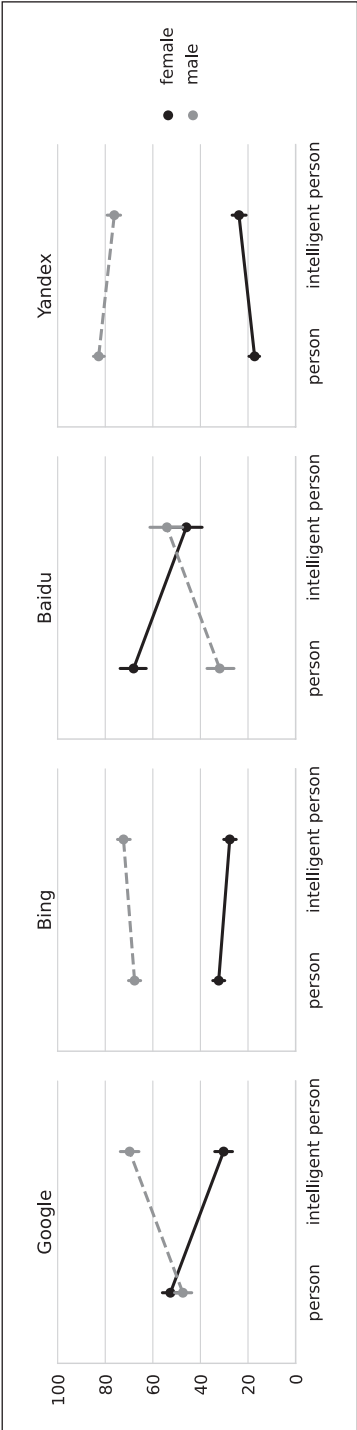 Google
Bing
Baidu
Yandex
100
80
60
40
20
0
person
intelligent person
person
intelligent person
person
intelligent person
person
intelligent person
female
male